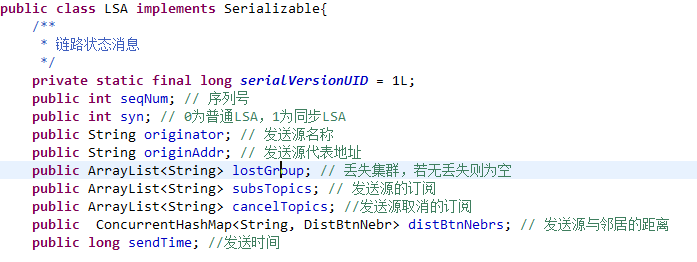 public class LSA implements Serializable{
/**
* 链路状态消息
*/
private static final long serialVersionUID = 1L;
public int seqNum; // 序列号
public int syn; // 0为普通LSA, 1为同步LSA
public String originator; // 发送源名称
public String originAddr; // 发送源代表地址
public ArrayList<String> lostGroup; // 丢失集群，若无丢失则为空
public ArrayList<String> subsTopics; // 发送源的订阅
public ArrayList<String> cancelTopics; //发送源取消的订阅
public  ConcurrentHashMap<String, DistBtnNebr> distBtnNebrs; // 发送源与邻居的距离
public long sendTime; //发送时间